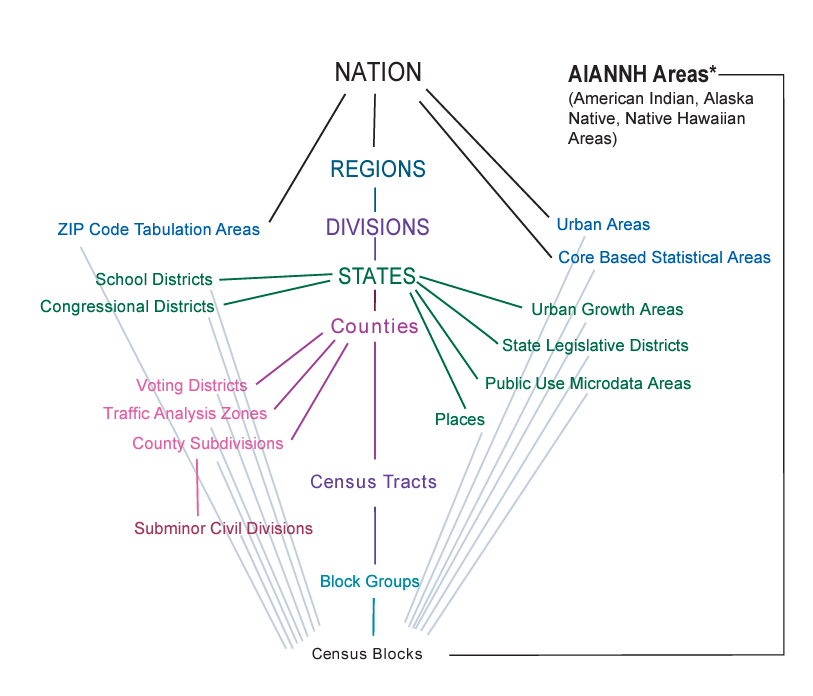 NATION
AIANNH Areas*
(American Indian, Alaska
Native, Native Hawaiian
Areas)
REGIONS
ZIP Code Tabulation Areas
DIVISIONS
Urban Areas
Core Based Statistical Areas
School Districts
STATES
Congressional Districts
Urban Growth Areas
Counties
State Legislative Districts
Voting Districts
Public Use Microdata Areas
Traffic Analysis Zones
Places
County Subdivisions
Census Tracts
Subminor Civil Divisions
Block Groups
Census Blocks